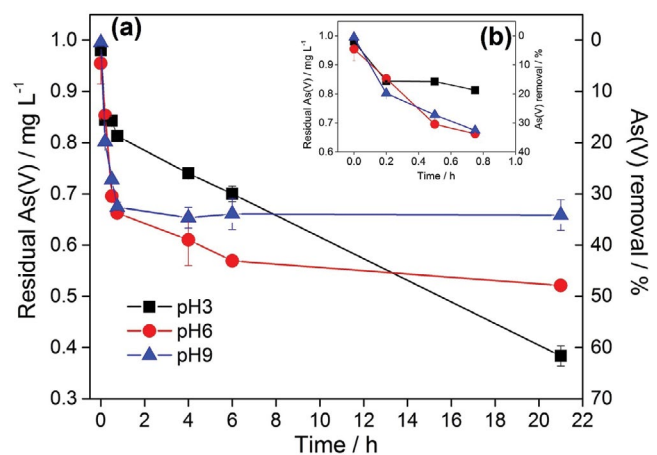 (a)
(b)
1.0
0.9
0.8
0.7
0.6
0.5
0.4
0.3
Residual As(V) / mg L⁻¹
0
10
20
30
40
50
60
70
As(V) removal / %
0 2 4 6 8 10 12 14 16 18 20 22
Time / h
pH3
pH6
pH9
1.0
0.9
0.8
0.7
0.6
Residual As(V) / mg L⁻¹
0
10
20
30
40
As(V) removal / %
0.0 0.2 0.4 0.6 0.8 1.0
Time / h